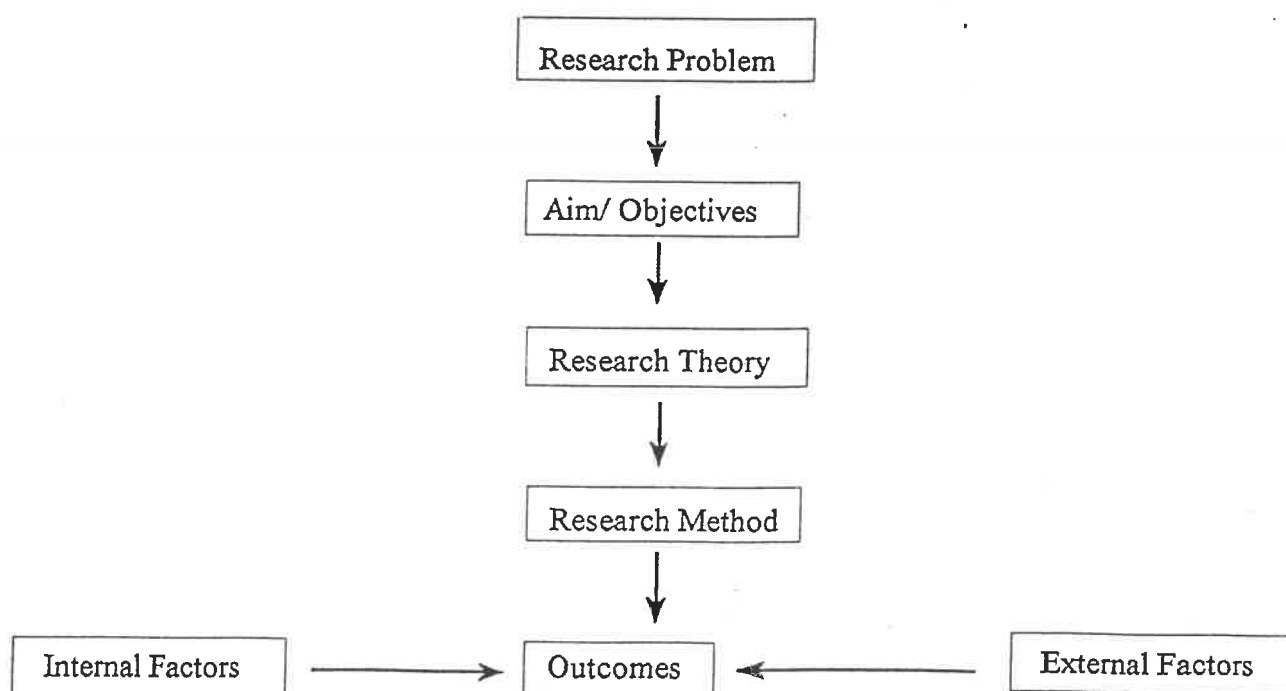 Research Problem
Aim/ Objectives
Research Theory
Research Method
Internal Factors
Outcomes
External Factors